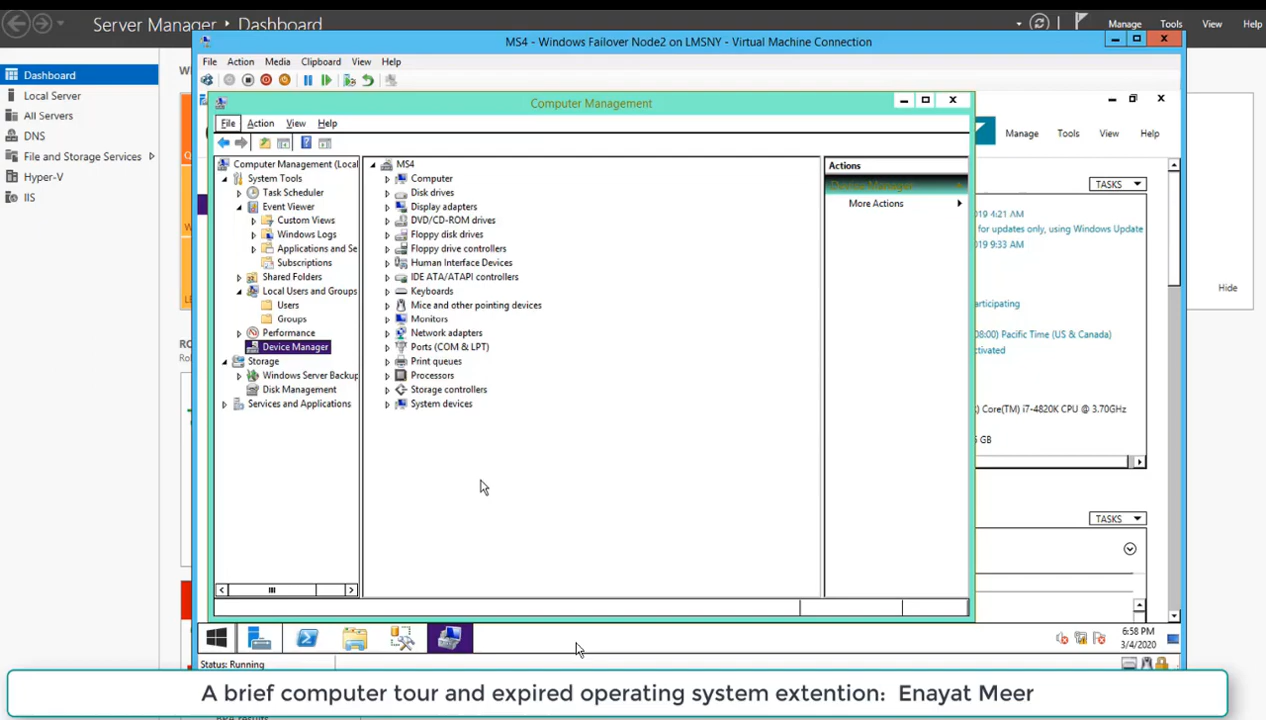 Server Manager ‣ Dashboard
Manage Tools View Help
MS4 - Windows Failover Node2 on LMSNY - Virtual Machine Connection
File Action Media Clipboard View Help
Computer Management
File Action View Help
Manage Tools View Help
Dashboard
Local Server
All Servers
DNS
File and Storage Services
Hyper-V
IIS
Computer Management (Local
System Tools
Task Scheduler
Event Viewer
Custom Views
Windows Logs
Applications and Se
Subscriptions
Shared Folders
Local Users and Groups
Users
Groups
Performance
Device Manager
Storage
Windows Server Backup
Disk Management
Services and Applications
MS4
Computer
Disk drives
Display adapters
DVD/CD-ROM drives
Floppy disk drives
Floppy drive controllers
Human Interface Devices
IDE ATA/ATAPI controllers
Keyboards
Mice and other pointing devices
Monitors
Network adapters
Ports (COM & LPT)
Print queues
Processors
Storage controllers
System devices
Actions
Device Manager
More Actions
TASKS
19 4:21 AM
for updates only, using Windows Update
19 9:33 AM
articipating
08:00) Pacific Time (US & Canada)
ctivated
) Core(TM) i7-4820K CPU @ 3.70GHz
GB
TASKS
Hide
6:58 PM
3/4/2020
Status: Running
A brief computer tour and expired operating system extention: Enayat Meer